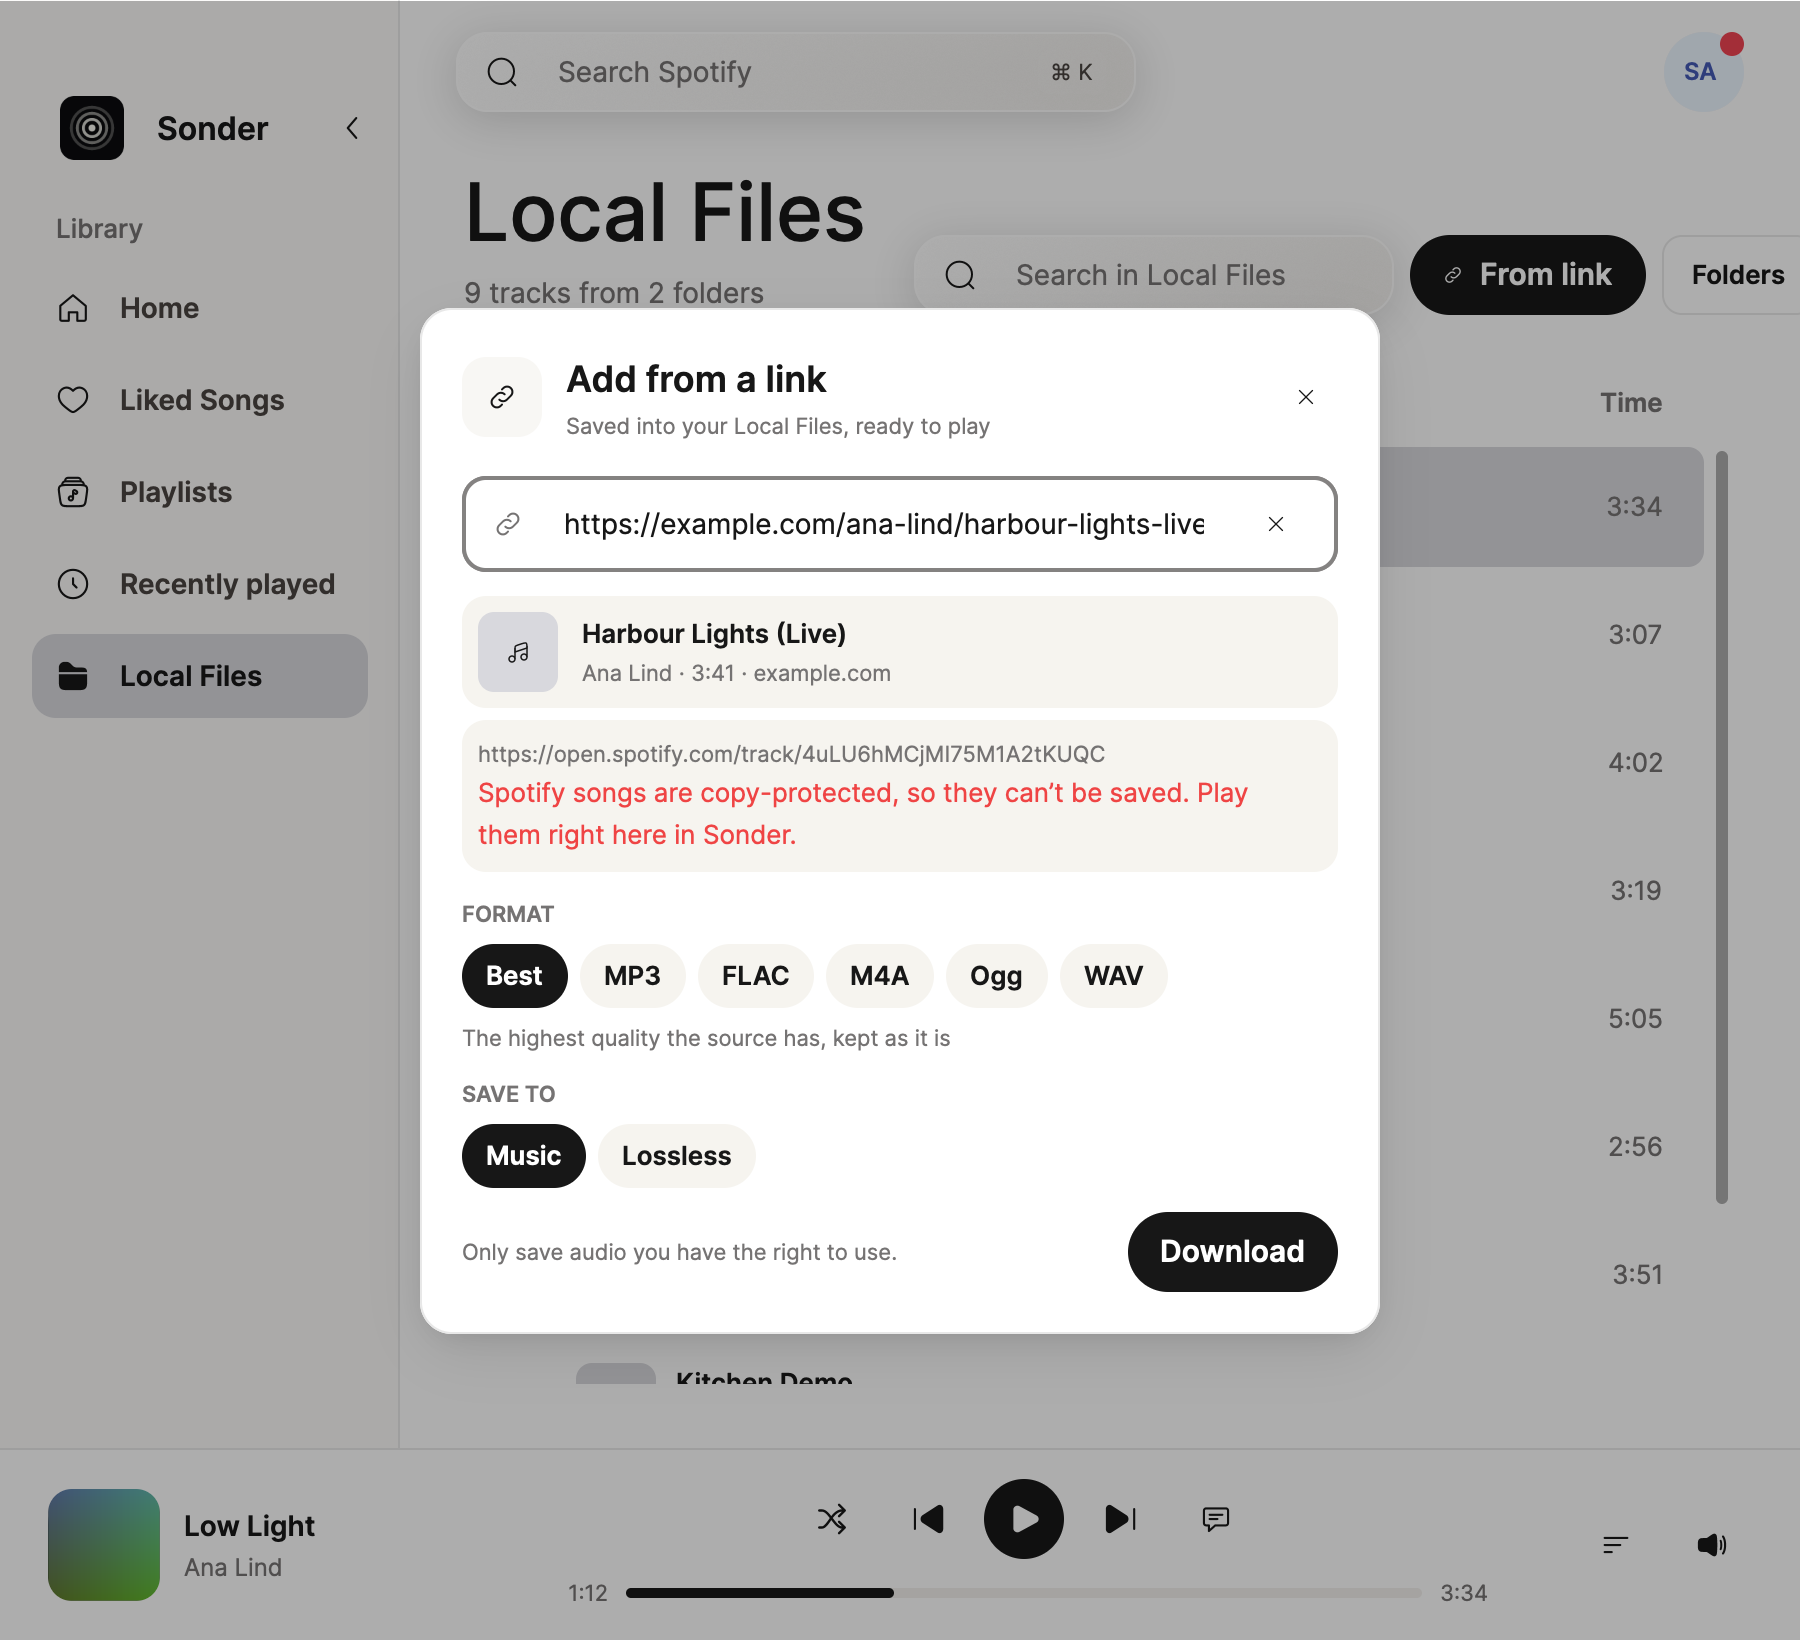 Search Spotify
⌘ K
SA
Sonder
Library
Home
Liked Songs
Playlists
Recently played
Local Files
Local Files
9 tracks from 2 folders
Search in Local Files
From link
Folders
Time
3:34
3:07
4:02
3:19
5:05
2:56
3:51
Add from a link
Saved into your Local Files, ready to play
https://example.com/ana-lind/harbour-lights-live
Harbour Lights (Live)
Ana Lind · 3:41 · example.com
https://open.spotify.com/track/4uLU6hMCjMI75M1A2tKUQC
Spotify songs are copy-protected, so they can’t be saved. Play
them right here in Sonder.
FORMAT
Best
MP3
FLAC
M4A
Ogg
WAV
The highest quality the source has, kept as it is
SAVE TO
Music
Lossless
Only save audio you have the right to use.
Download
Kitchen Demo
Low Light
Ana Lind
1:12
3:34